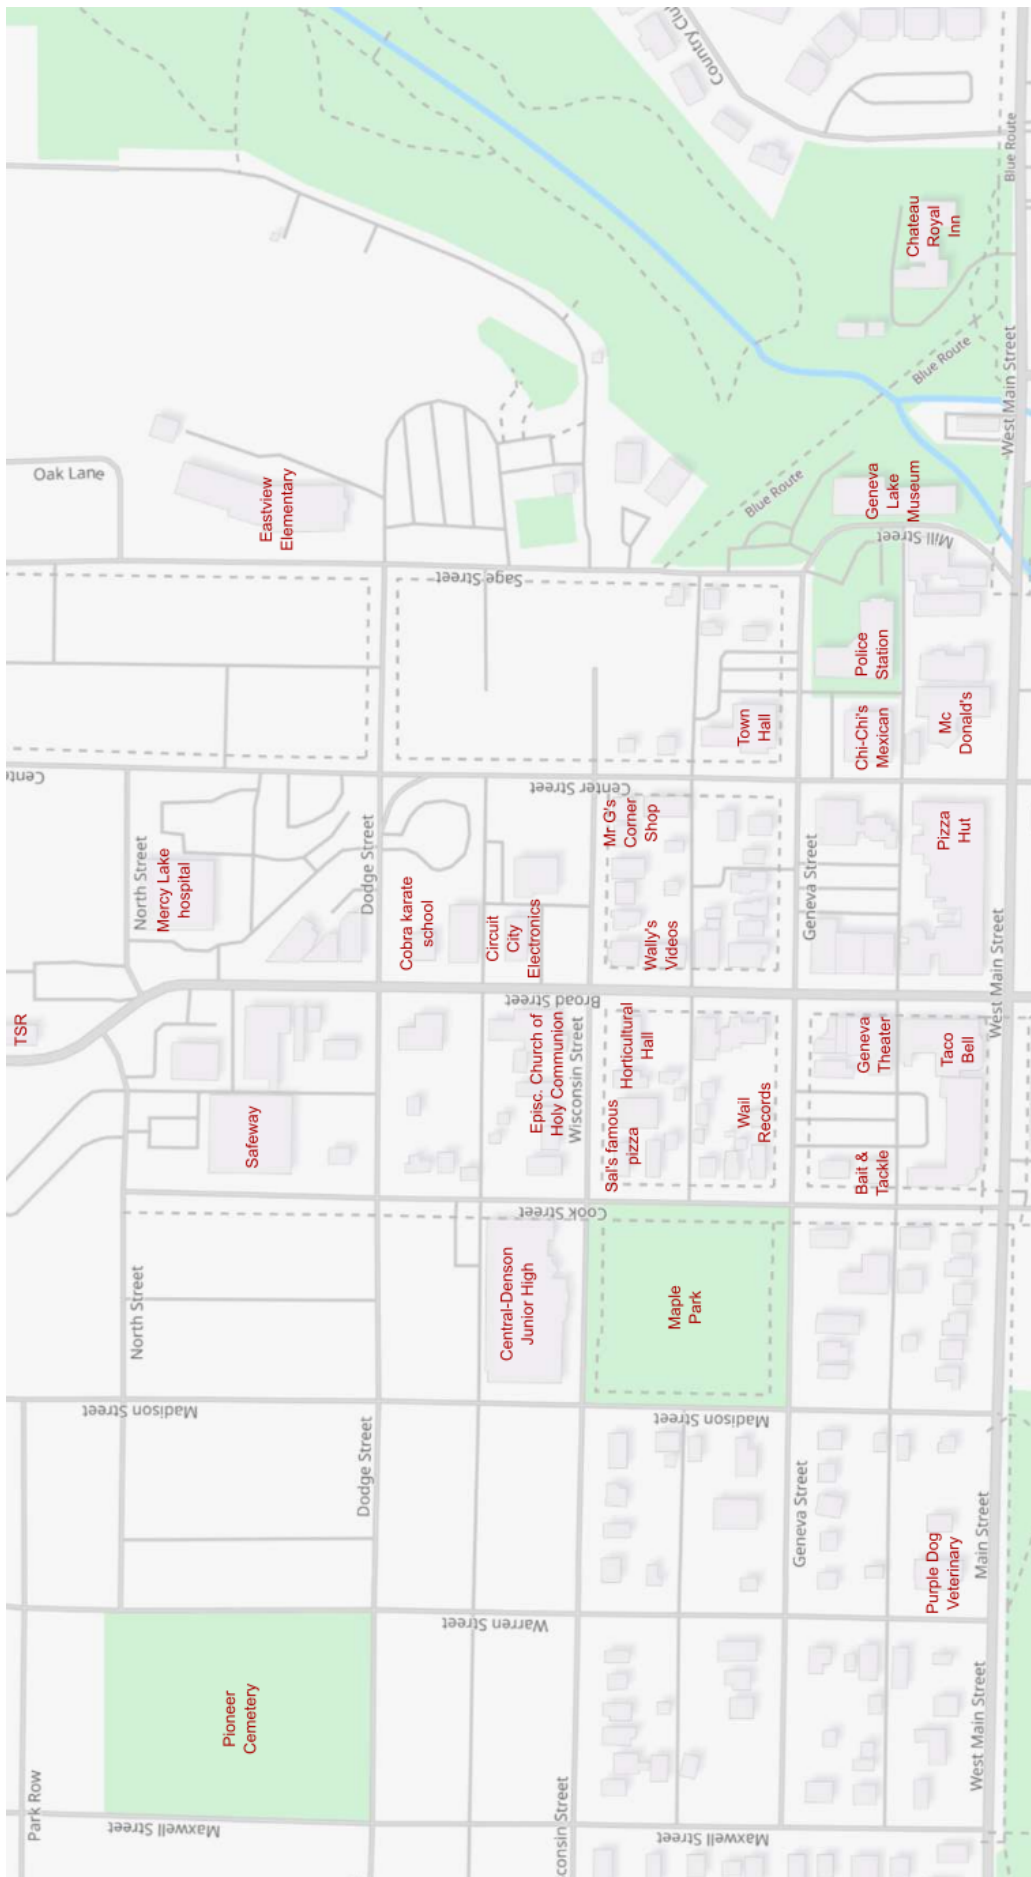 Country Clu
Blue Route
Chateau
Royal
Inn
West Main Street
Blue Route
Oak Lane
Eastview
Elementary
Blue Route
Geneva
Lake
Museum
Mill Street
Sage Street
Police
Station
Town
Hall
Chi-Chi's
Mexican
Mc
Donald's
Cente
Center Street
North Street
Mercy Lake
hospital
Dodge Street
Mr G's
Corner
Shop
Geneva Street
Pizza
Hut
Cobra karate
school
Circuit
City
Electronics
Wally's
Videos
Broad Street
West Main Street
TSR
Wisconsin Street
Episc. Church of
Holy Communion
Horticultural
Hall
Geneva
Theater
Taco
Bell
Safeway
Sal's famous
pizza
Wail
Records
Bait &
Tackle
Cook Street
North Street
Central-Denson
Junior High
Maple
Park
Madison Street
Madison Street
Dodge Street
Geneva Street
Main Street
Purple Dog
Veterinary
Warren Street
Pioneer
Cemetery
West Main Street
Park Row
Maxwell Street
consin Street
Maxwell Street